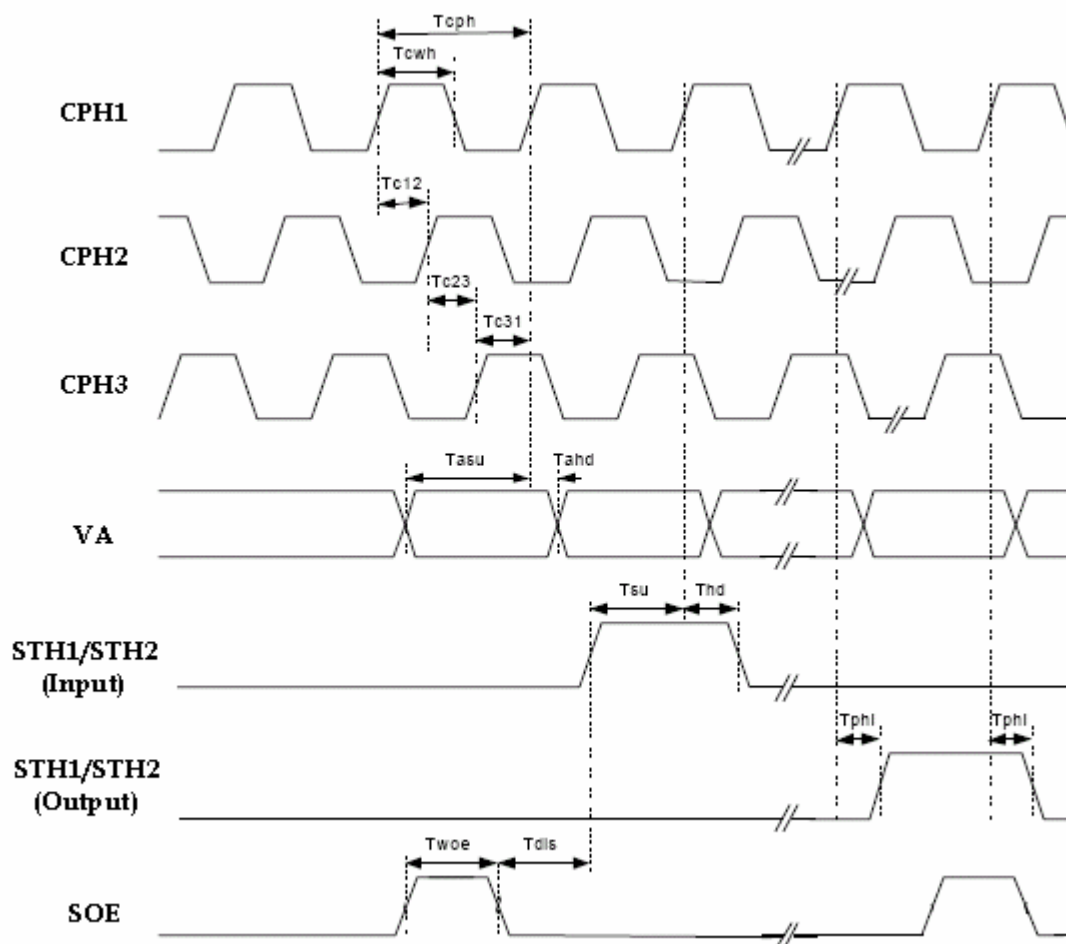 Tcph
Tcwh
CPH1
Tc12
CPH2
Tc23
Tc31
CPH3
Tasu
Tahd
VA
Tsu
Thd
STH1/STH2
(Input)
Tphl
Tphl
STH1/STH2
(Output)
Twoe
Tdis
SOE